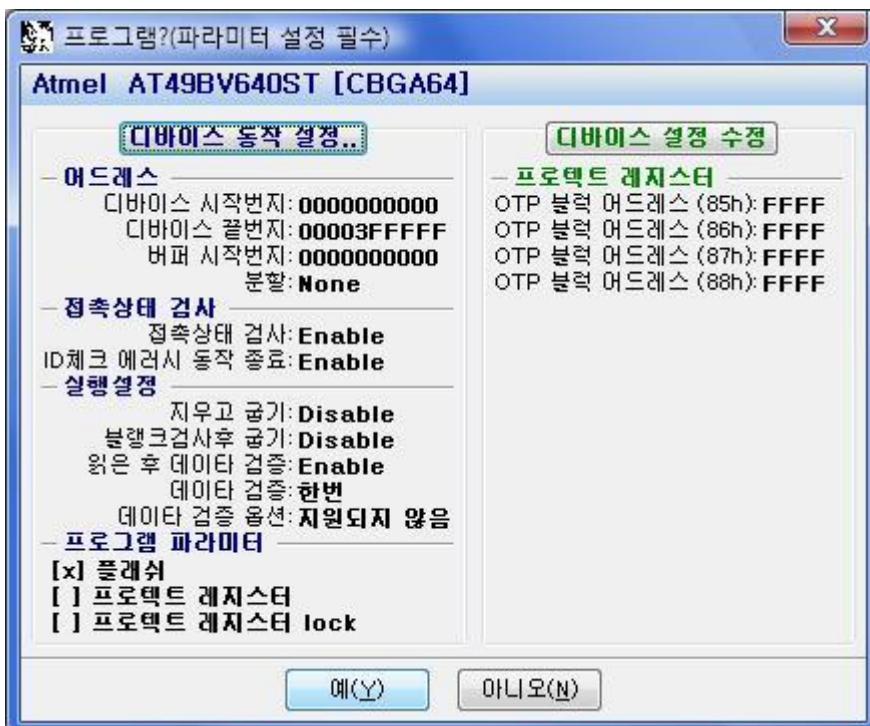 프로그램?(파라미터 설정 필수)
Atmel AT49BV640ST [CBGA64]
디바이스 동작 설정..
어드레스
디바이스 시작번지: 0000000000
디바이스 끝번지: 00003FFFFF
버퍼 시작번지: 0000000000
분할: None
접촉상태 검사
접촉상태 검사: Enable
ID체크 에러시 동작 종료: Enable
실행설정
지우고 굽기: Disable
블랭크검사후 굽기: Disable
읽은 후 데이타 검증: Enable
데이타 검증: 한번
데이타 검증 옵션: 지원되지 않음
프로그램 파라미터
[x] 플래쉬
[ ] 프로텍트 레지스터
[ ] 프로텍트 레지스터 lock
디바이스 설정 수정
프로텍트 레지스터
OTP 블럭 어드레스 (85h): FFFF
OTP 블럭 어드레스 (86h): FFFF
OTP 블럭 어드레스 (87h): FFFF
OTP 블럭 어드레스 (88h): FFFF
예(Y)
아니오(N)